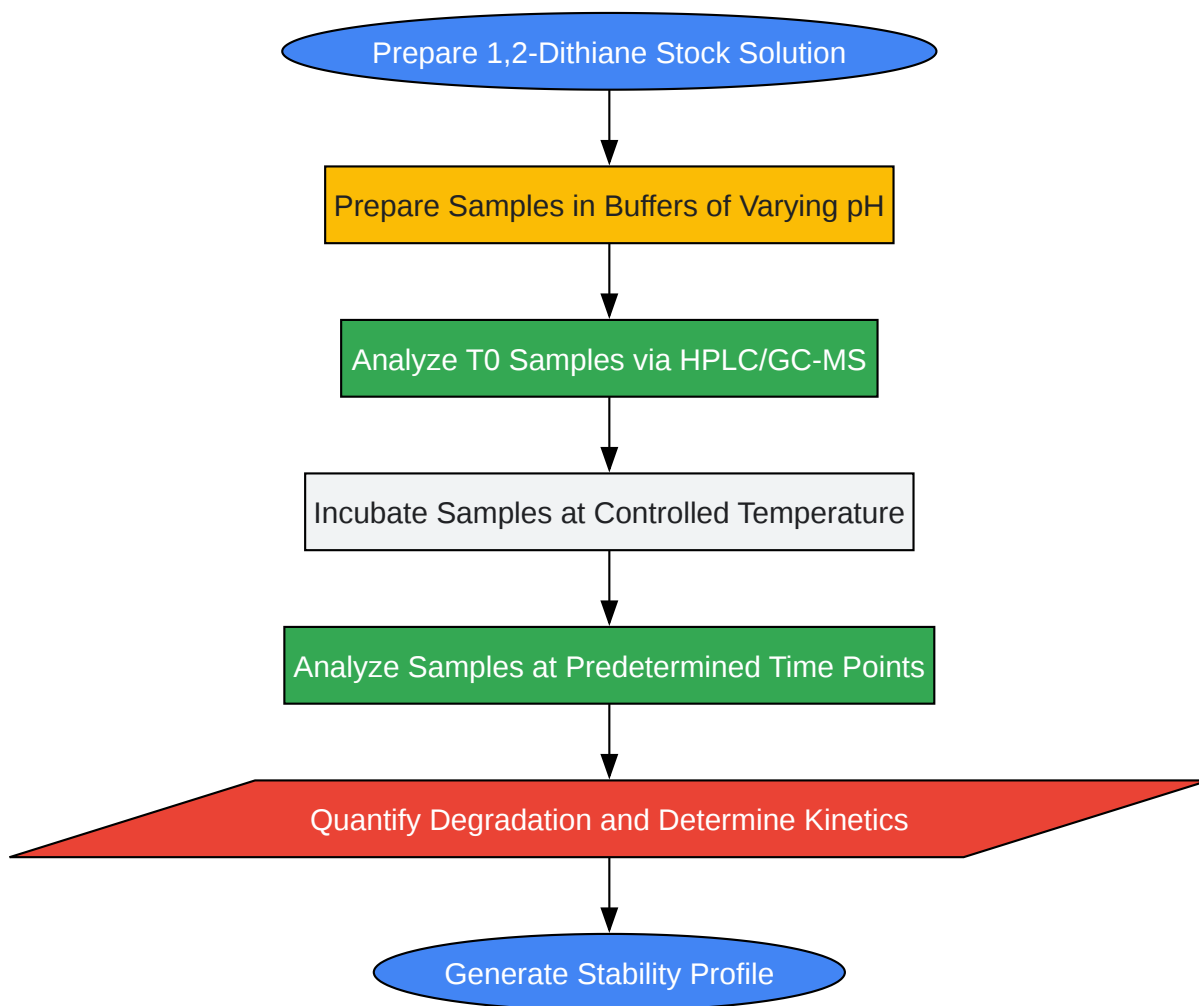 Prepare 1,2-Dithiane Stock Solution
Prepare Samples in Buffers of Varying pH
Analyze T0 Samples via HPLC/GC-MS
Incubate Samples at Controlled Temperature
Analyze Samples at Predetermined Time Points
Quantify Degradation and Determine Kinetics
Generate Stability Profile